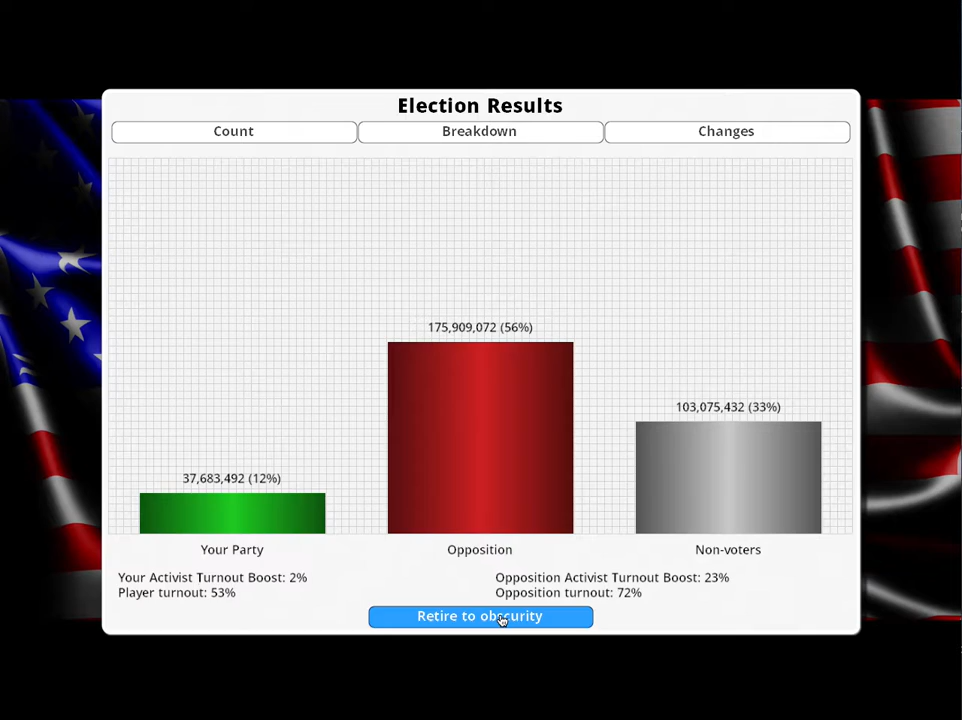 Election Results
Count Breakdown Changes
175,909,072 (56%)
103,075,432 (33%)
37,683,492 (12%)
Your Party Opposition Non-voters
Your Activist Turnout Boost: 2% Opposition Activist Turnout Boost: 23%
Player turnout: 53% Opposition turnout: 72%
Retire to obscurity